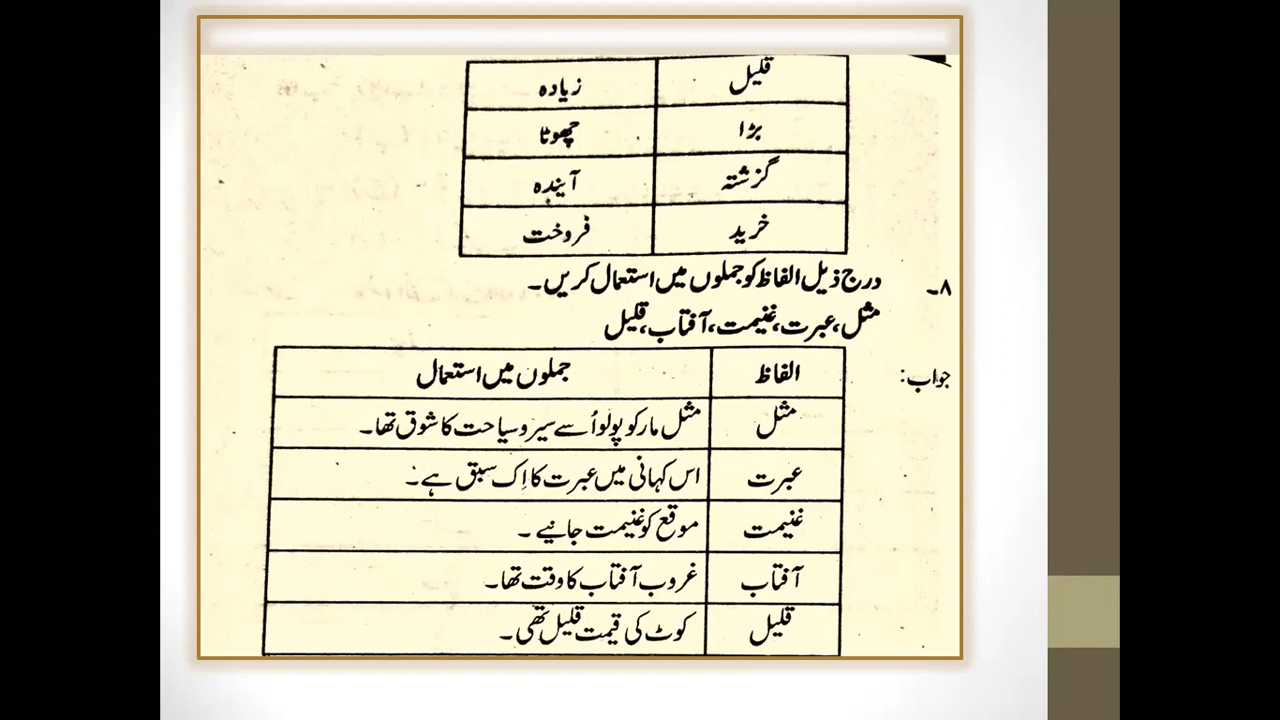 قلیل زیادہ
بڑا چھوٹا
گزشتہ آیندہ
خرید فروخت
۸۔ درج ذیل الفاظ کو جملوں میں استعمال کریں۔
مثل، عبرت، غنیمت، آفتاب، قلیل
جواب: الفاظ جملوں میں استعمال
مثل مثل مارکو پولو اُسے سیر و سیاحت کا شوق تھا۔
عبرت اس کہانی میں عبرت کا اِک سبق ہے۔
غنیمت موقع کو غنیمت جانیے۔
آفتاب غروب آفتاب کا وقت تھا۔
قلیل کوٹ کی قیمت قلیل تھی۔